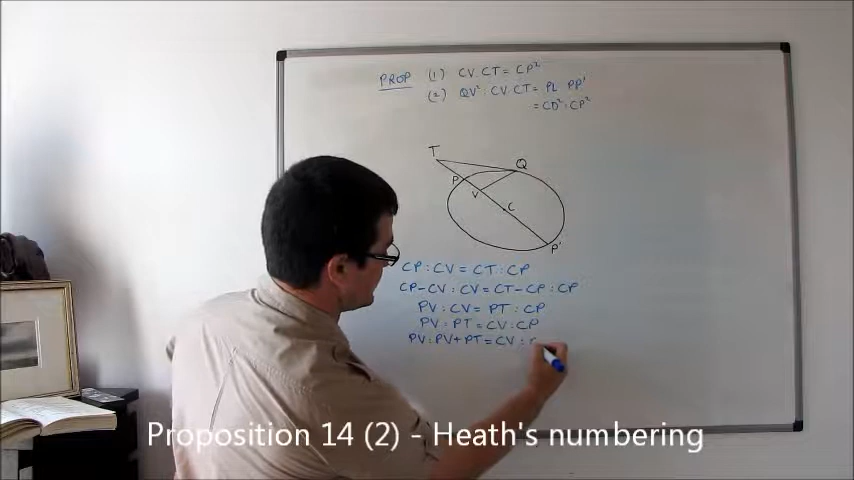 PROP (1) CV.CT = CP²
(2) QV² : CV.CT = PL PP'
= CD² : CP²
T
Q
P
V
C
P'
CP : CV = CT : CP
CP-CV : CV = CT-CP : CP
PV : CV = PT : CP
PV : PT = CV : CP
PV : PV+PT = CV :
Proposition 14 (2) - Heath's numbering